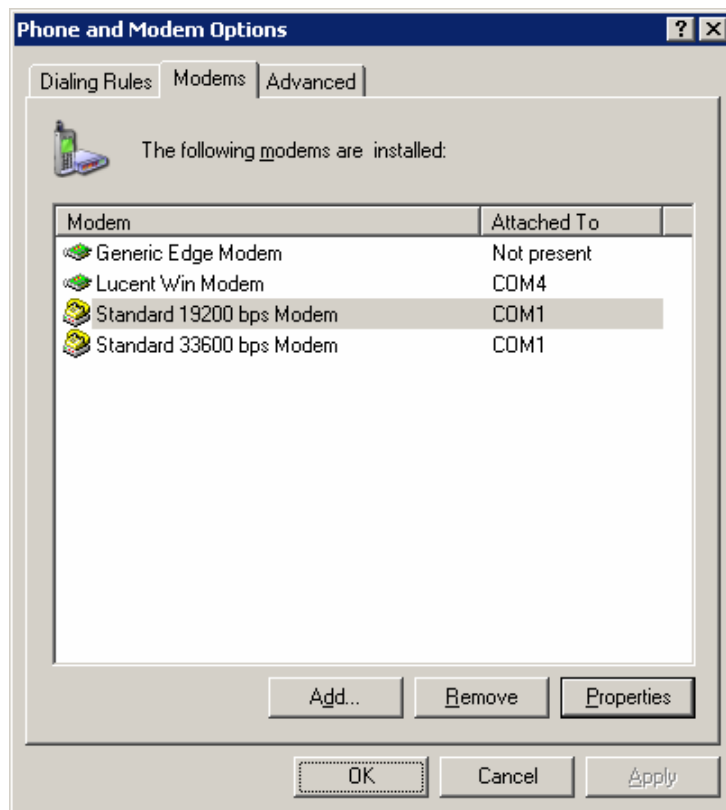 Phone and Modem Options
Dialing Rules Modems Advanced
The following modems are installed:
Modem Attached To
Generic Edge Modem Not present
Lucent Win Modem COM4
Standard 19200 bps Modem COM1
Standard 33600 bps Modem COM1
Add... Remove Properties
OK Cancel Apply